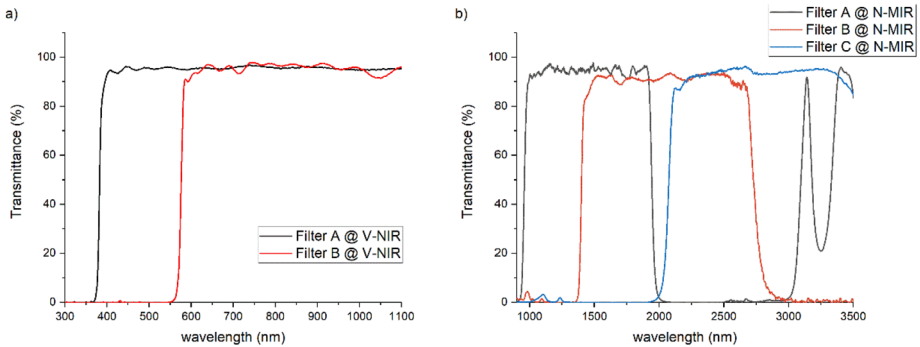 a)
Transmittance (%)
100
80
60
40
20
0
300 400 500 600 700 800 900 1000 1100
wavelength (nm)
Filter A @ V-NIR
Filter B @ V-NIR
b)
Filter A @ N-MIR
Filter B @ N-MIR
Filter C @ N-MIR
Transmittance (%)
100
80
60
40
20
0
1000 1500 2000 2500 3000 3500
wavelength (nm)